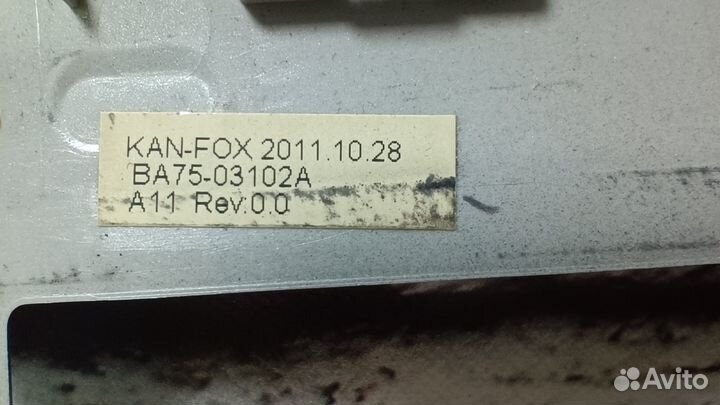 KAN-FOX 2011.10.28
BA75-03102A
A11 Rev:0.0
Avito